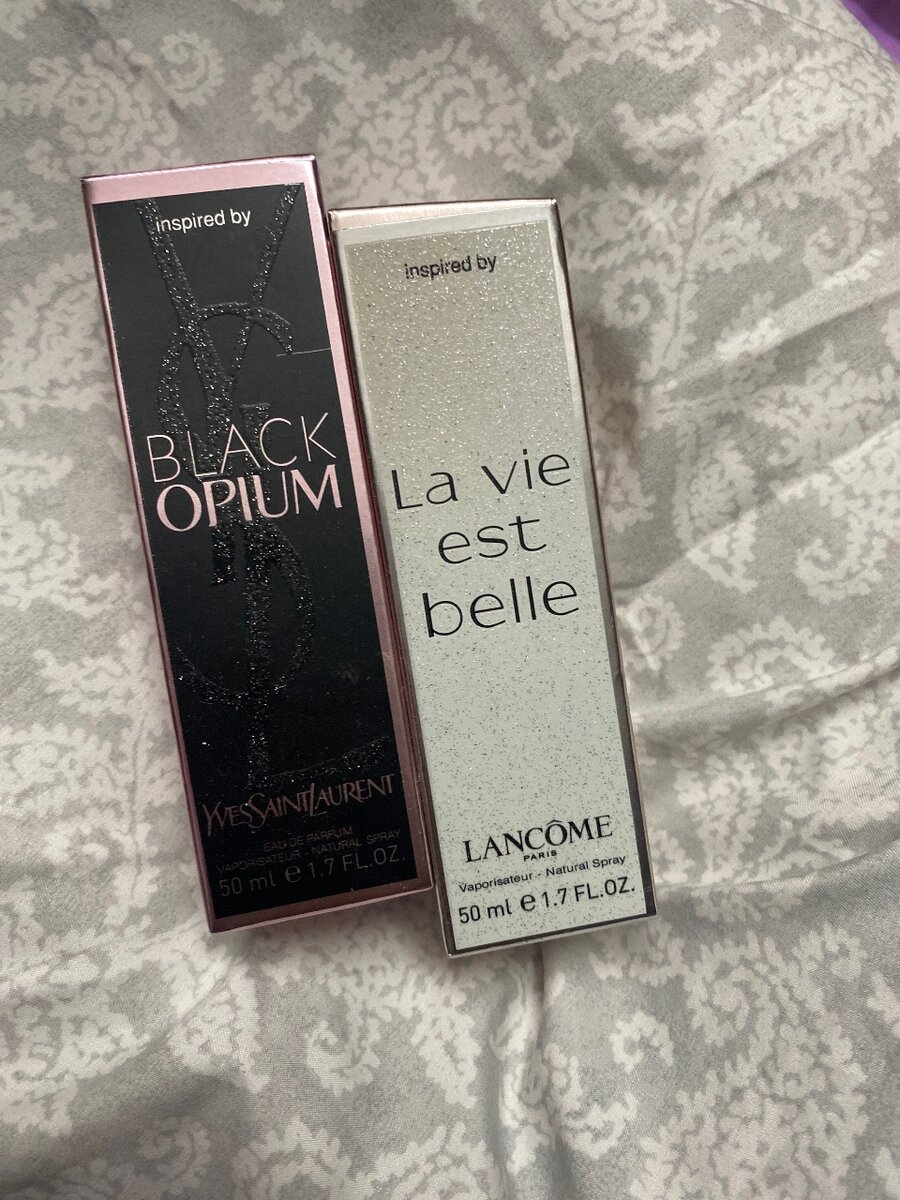 inspired by
YSL
BLACK
OPIUM
YVESSAINTLAURENT
EAU DE PARFUM
VAPORISATEUR - NATURAL SPRAY
50 ml e 1.7 FL.OZ.
inspired by
La vie
est
belle
LANCÔME
PARIS
Vaporisateur - Natural Spray
50 ml e 1.7 FL.OZ.